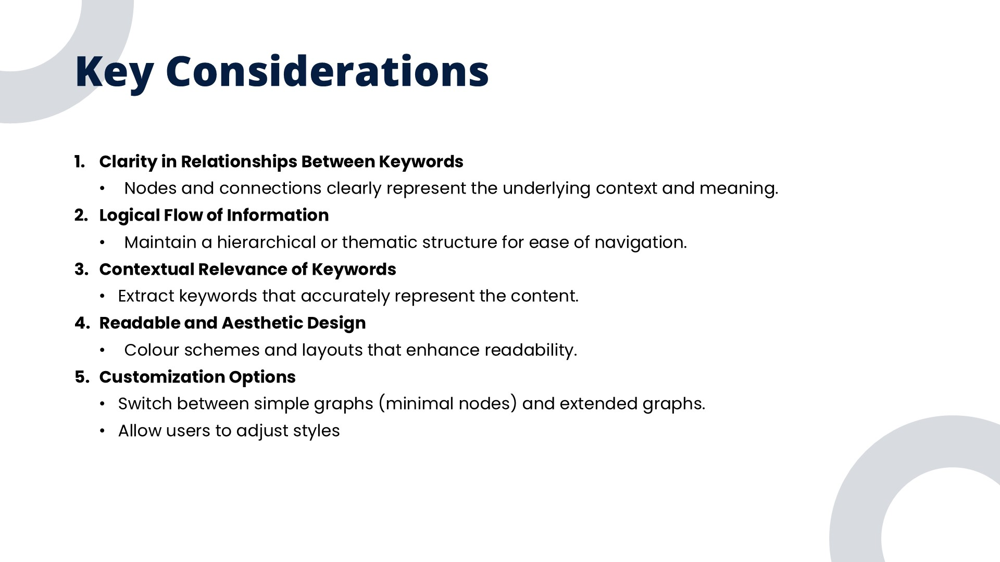 Key Considerations
1. Clarity in Relationships Between Keywords
• Nodes and connections clearly represent the underlying context and meaning.
2. Logical Flow of Information
• Maintain a hierarchical or thematic structure for ease of navigation.
3. Contextual Relevance of Keywords
• Extract keywords that accurately represent the content.
4. Readable and Aesthetic Design
• Colour schemes and layouts that enhance readability.
5. Customization Options
• Switch between simple graphs (minimal nodes) and extended graphs.
• Allow users to adjust styles